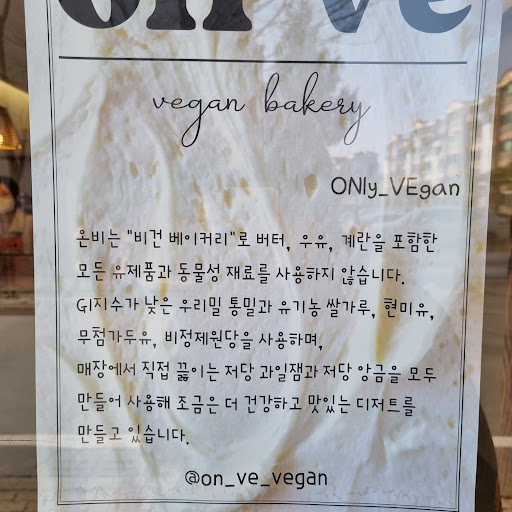 on ve
vegan bakery
ONly_VEgan
온비는 "비건 베이커리"로 버터, 우유, 계란을 포함한
모든 유제품과 동물성 재료를 사용하지 않습니다.
GI지수가 낮은 우리밀 통밀과 유기농 쌀가루, 현미유,
무첨가두유, 비정제원당을 사용하며,
매장에서 직접 끓이는 저당 과일잼과 저당 앙금을 모두
만들어 사용해 조금은 더 건강하고 맛있는 디저트를
만들고 있습니다.
@on_ve_vegan